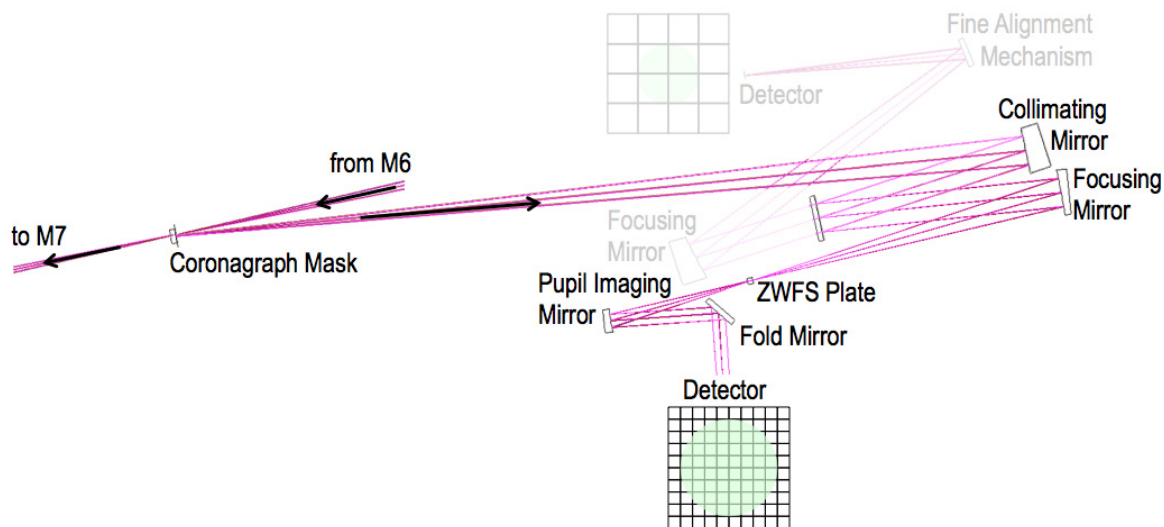 Fine Alignment
Mechanism
Detector
Collimating
Mirror
from M6
Focusing
Mirror
to M7
Focusing
Mirror
Coronagraph Mask
Pupil Imaging
Mirror
ZWFS Plate
Fold Mirror
Detector